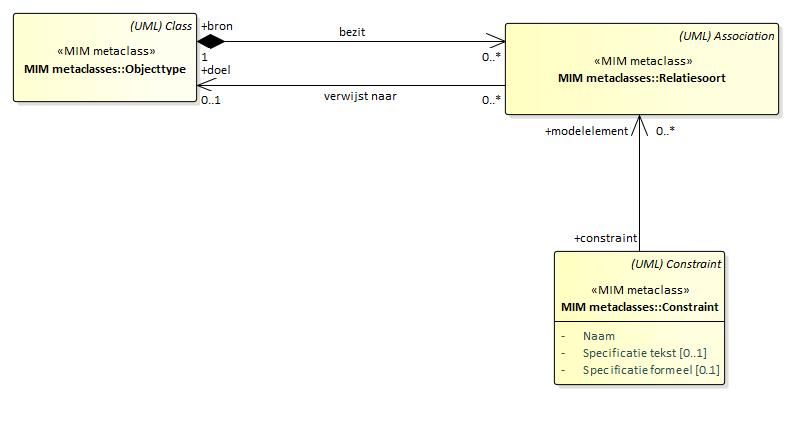 (UML) Class
«MIM metaclass»
MIM metaclasses::Objecttype
+bron
1
bezit
0..*
+doel
0..1
verwijst naar
0..*
(UML) Association
«MIM metaclass»
MIM metaclasses::Relatiesoort
+modelelement
0..*
+constraint
(UML) Constraint
«MIM metaclass»
MIM metaclasses::Constraint
- Naam
- Specificatie tekst [0..1]
- Specificatie formeel [0.1]